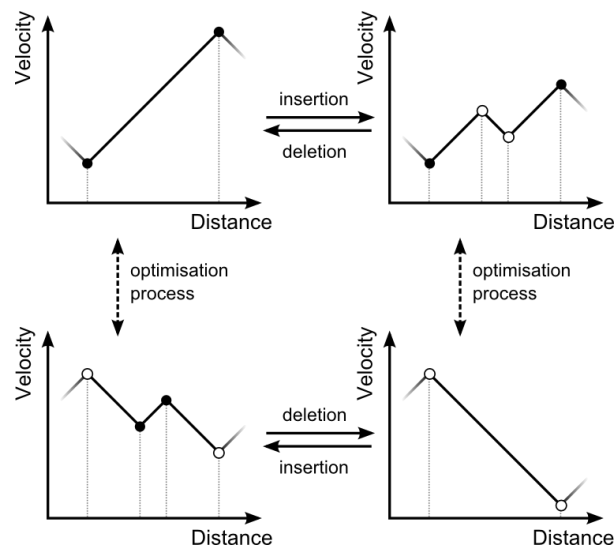 Velocity
Distance
insertion
deletion
Velocity
Distance
optimisation
process
optimisation
process
Velocity
Distance
deletion
insertion
Velocity
Distance